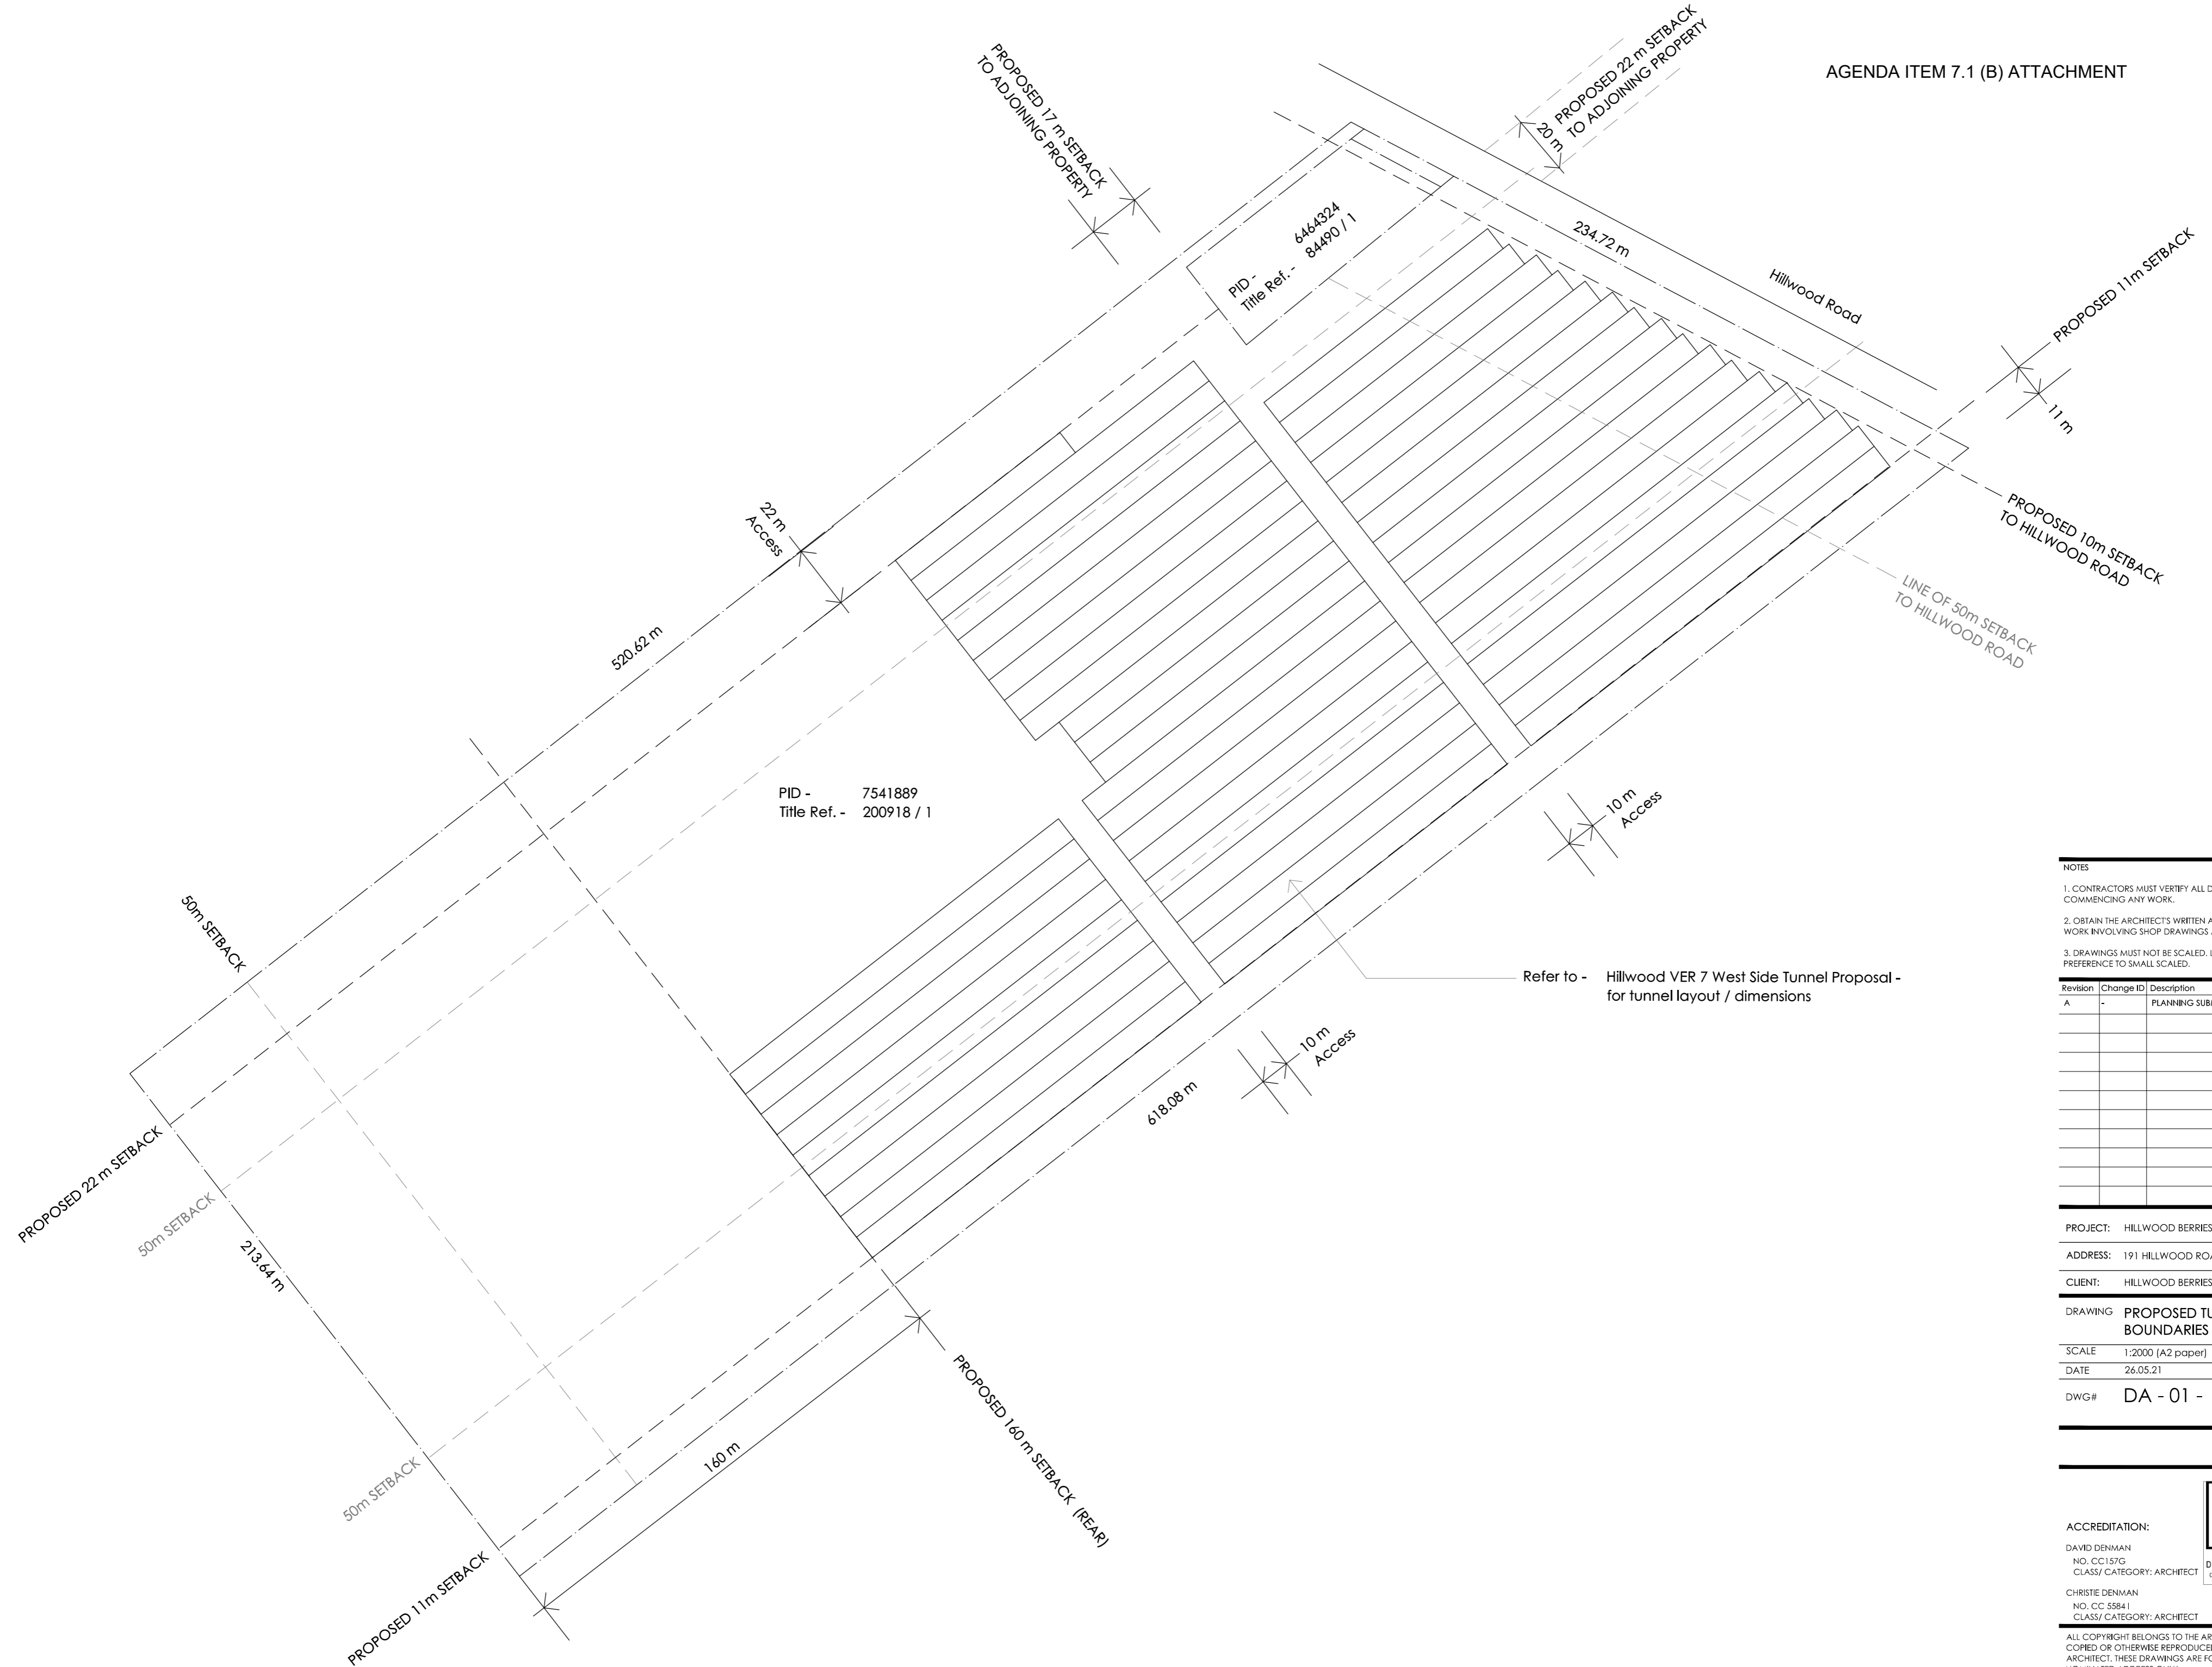 AGENDA ITEM 7.1 (B) ATTACHMENT
PROPOSED 17 m SETBACK
TO ADJOINING PROPERTY
PROPOSED 22 m SETBACK
TO ADJOINING PROPERTY
20 m
PID - 6464324
Title Ref. - 84490 / 1
234.72 m
Hillwood Road
PROPOSED 11m SETBACK
11 m
PROPOSED 10m SETBACK
TO HILLWOOD ROAD
LINE OF 50m SETBACK
TO HILLWOOD ROAD
22 m
Access
520.62 m
PID - 7541889
Title Ref. - 200918 / 1
10 m
Access
50m SETBACK
Refer to - Hillwood VER 7 West Side Tunnel Proposal -
for tunnel layout / dimensions
10 m
Access
618.08 m
PROPOSED 22 m SETBACK
50m SETBACK
213.64 m
50m SETBACK
PROPOSED 11m SETBACK
160 m
PROPOSED 160 m SETBACK (REAR)
NOTES
1. CONTRACTORS MUST VERTIFY ALL
COMMENCING ANY WORK.
2. OBTAIN THE ARCHITECT'S WRITTEN
WORK INVOLVING SHOP DRAWINGS
3. DRAWINGS MUST NOT BE SCALED.
PREFERENCE TO SMALL SCALED.
Revision Change ID Description
A - PLANNING
PROJECT: HILLWOOD BERRIES
ADDRESS: 191 HILLWOOD
CLIENT: HILLWOOD BERRIES
DRAWING PROPOSED
BOUNDARIES
SCALE 1:2000 (A2 paper)
DATE 26.05.21
DWG# DA - 01 -
ACCREDITATION:
DAVID DENMAN
NO. CC157G
CLASS/ CATEGORY: ARCHITECT
CHRISTIE DENMAN
NO. CC 5584 I
CLASS/ CATEGORY: ARCHITECT
ALL COPYRIGHT BELONGS TO THE
COPIED OR OTHERWISE
ARCHITECT. THESE DRAWINGS ARE